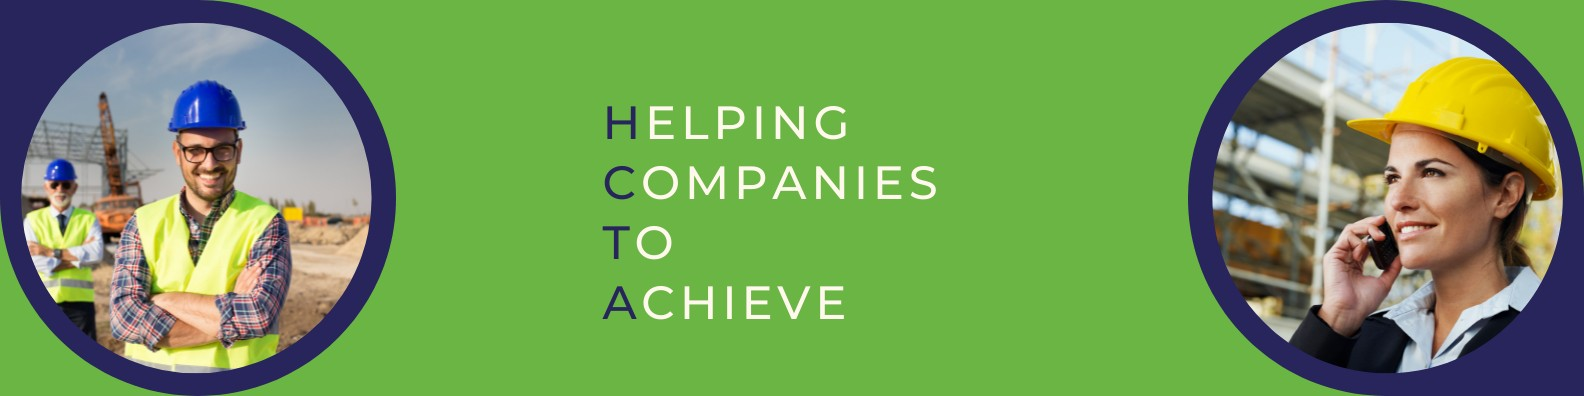 HELPING
COMPANIES
TO
ACHIEVE